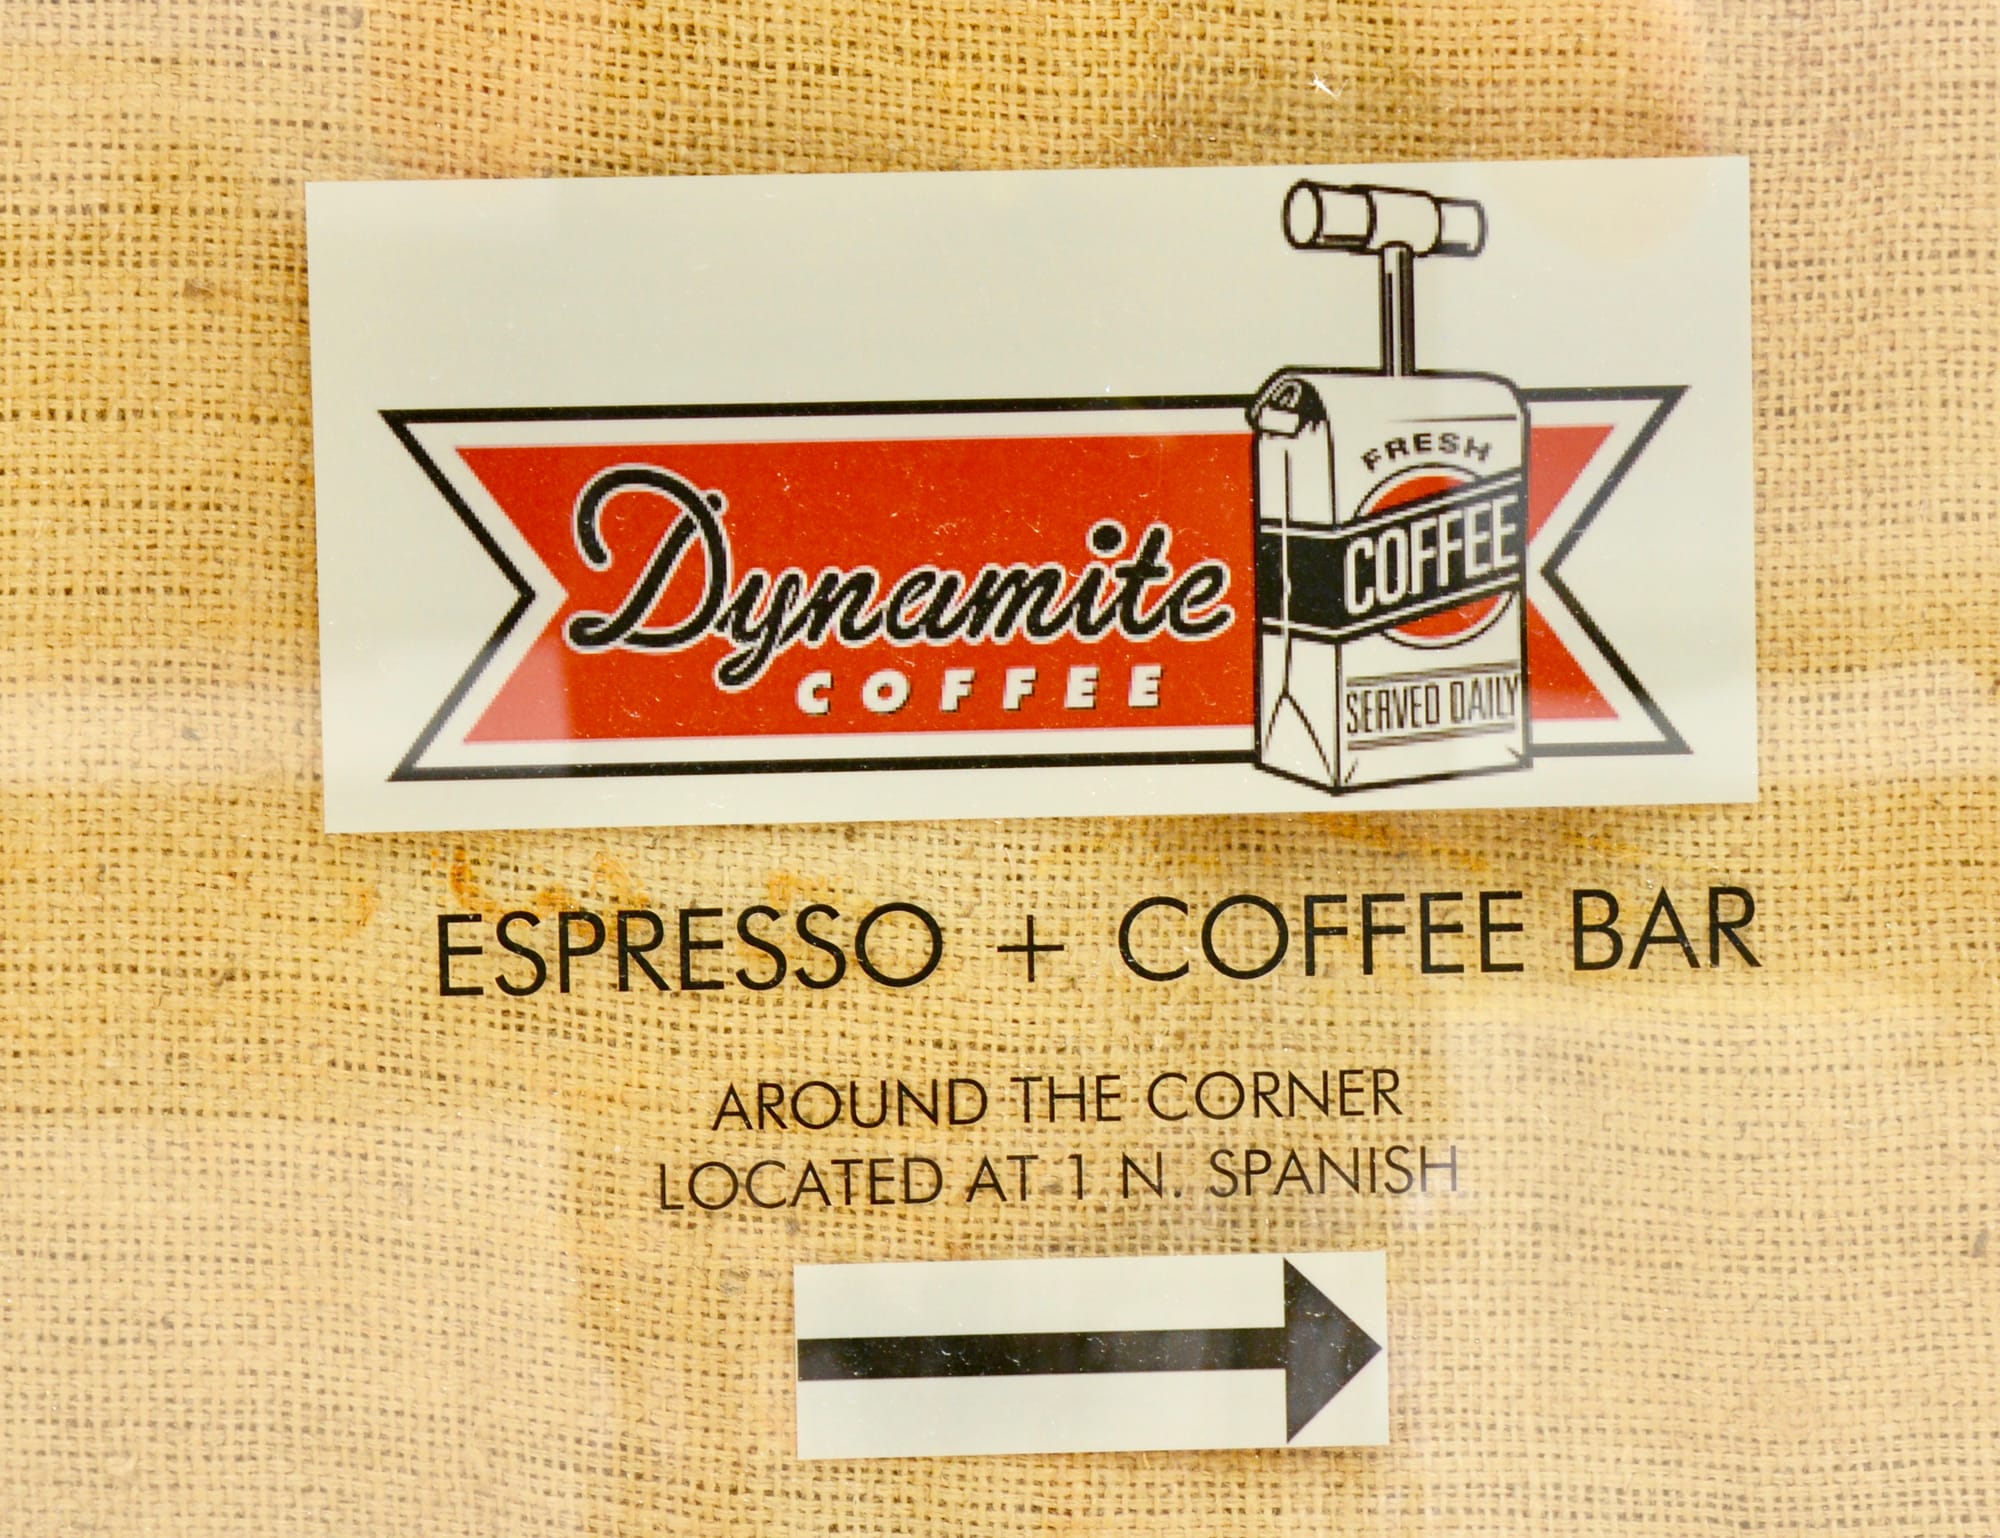 Dynamite
COFFEE
FRESH
COFFEE
SERVED DAILY
ESPRESSO + COFFEE BAR
AROUND THE CORNER
LOCATED AT 1 N. SPANISH